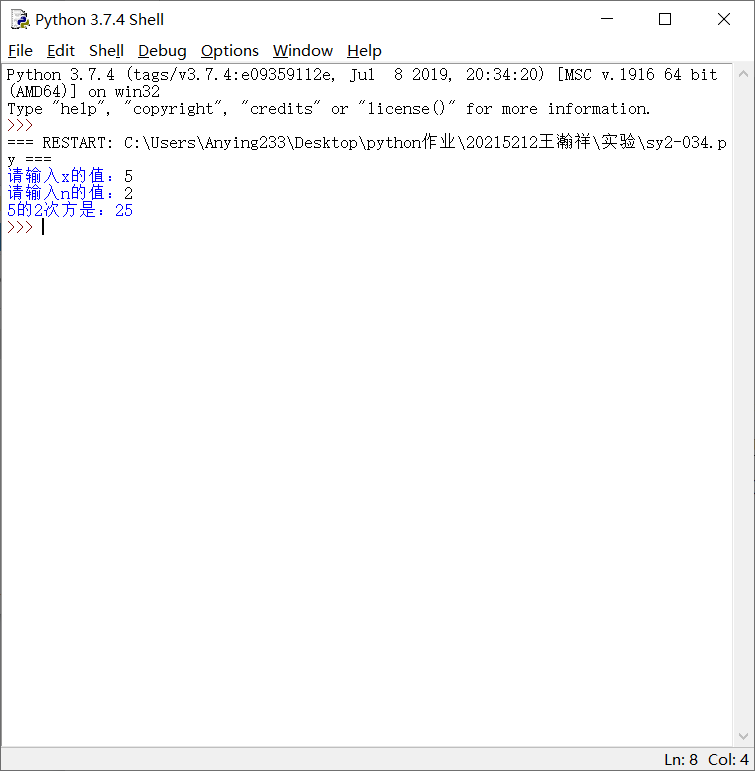 Python 3.7.4 Shell
File Edit Shell Debug Options Window Help
Python 3.7.4 (tags/v3.7.4:e09359112e, Jul  8 2019, 20:34:20) [MSC v.1916 64 bit
(AMD64)] on win32
Type "help", "copyright", "credits" or "license()" for more information.
>>>
=== RESTART: C:\Users\Anying233\Desktop\python作业\20215212王瀚祥\实验\sy2-034.p
y ===
请输入x的值：5
请输入n的值：2
5的2次方是：25
>>>
Ln: 8 Col: 4